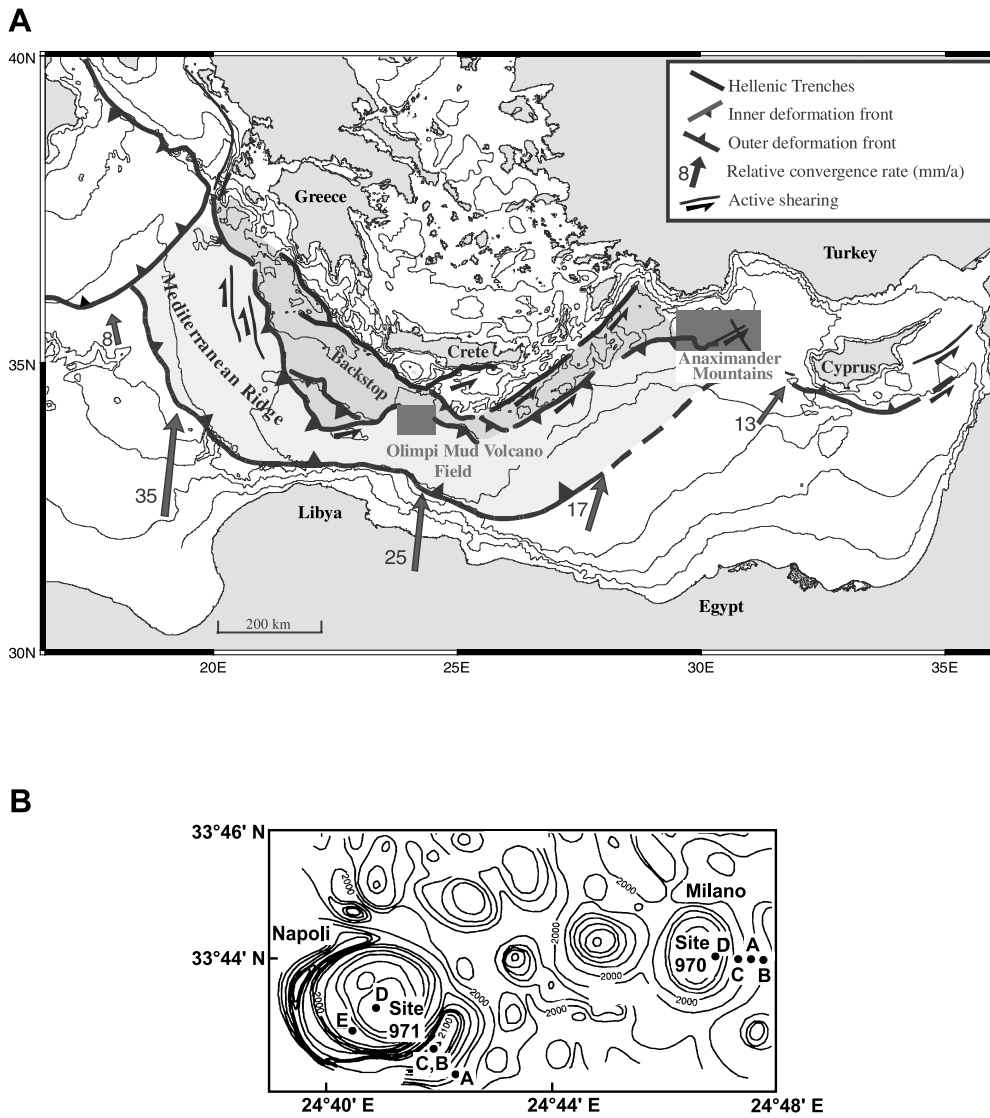 A
40N
Hellenic Trenches
Inner deformation front
Outer deformation front
8
Relative convergence rate (mm/a)
Active shearing
Greece
Turkey
Mediterranean Ridge
8
35N
Backstop
Crete
Anaximander
Mountains
Cyprus
13
Olimpi Mud Volcano
Field
35
17
Libya
25
Egypt
200 km
30N
20E
25E
30E
35E
B
33°46' N
2000
2000
Milano
Napoli
2000
Site
970
D
A
C
B
33°44' N
2000
2000
2000
2000
2000
D
Site
971
E
2100
C,B
A
24°40' E
24°44' E
24°48' E